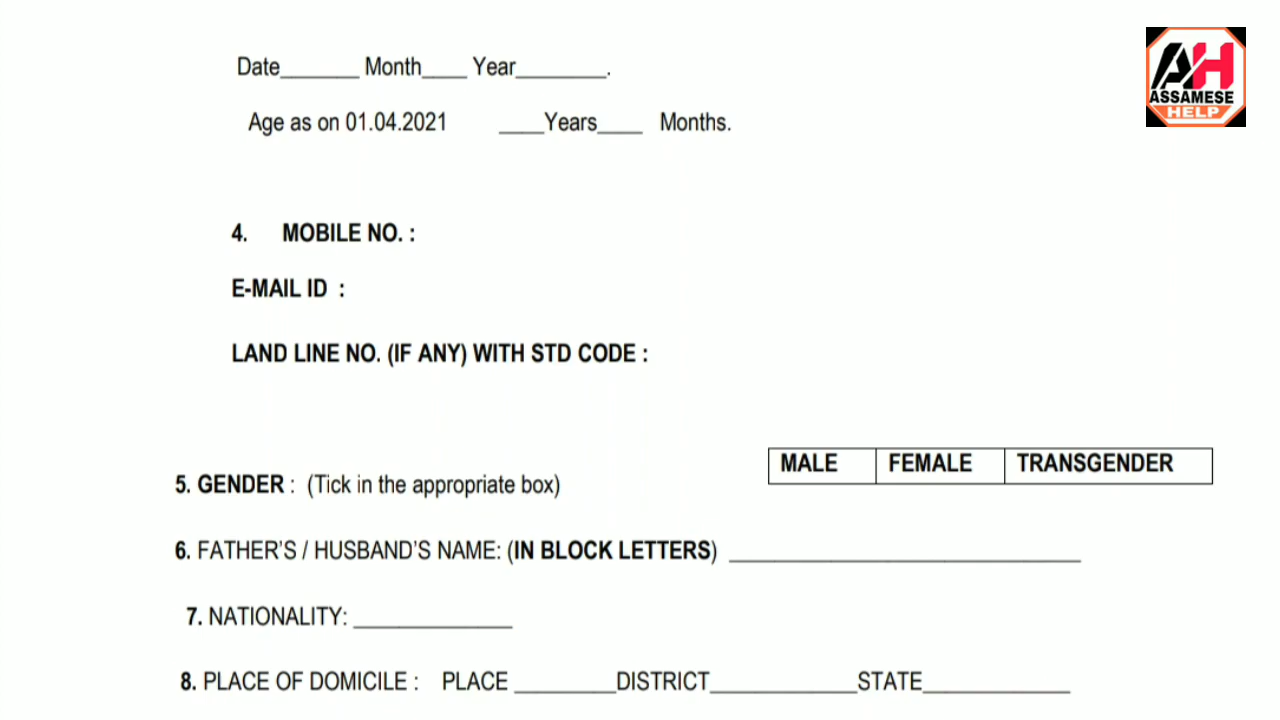 Date_______ Month____ Year________.
Age as on 01.04.2021 ____Years____ Months.
4. MOBILE NO. :
E-MAIL ID :
LAND LINE NO. (IF ANY) WITH STD CODE :
MALE FEMALE TRANSGENDER
5. GENDER : (Tick in the appropriate box)
6. FATHER'S / HUSBAND'S NAME: (IN BLOCK LETTERS) _______________________________
7. NATIONALITY: ______________
8. PLACE OF DOMICILE : PLACE _________DISTRICT_____________STATE_____________
AH
ASSAMESE
HELP